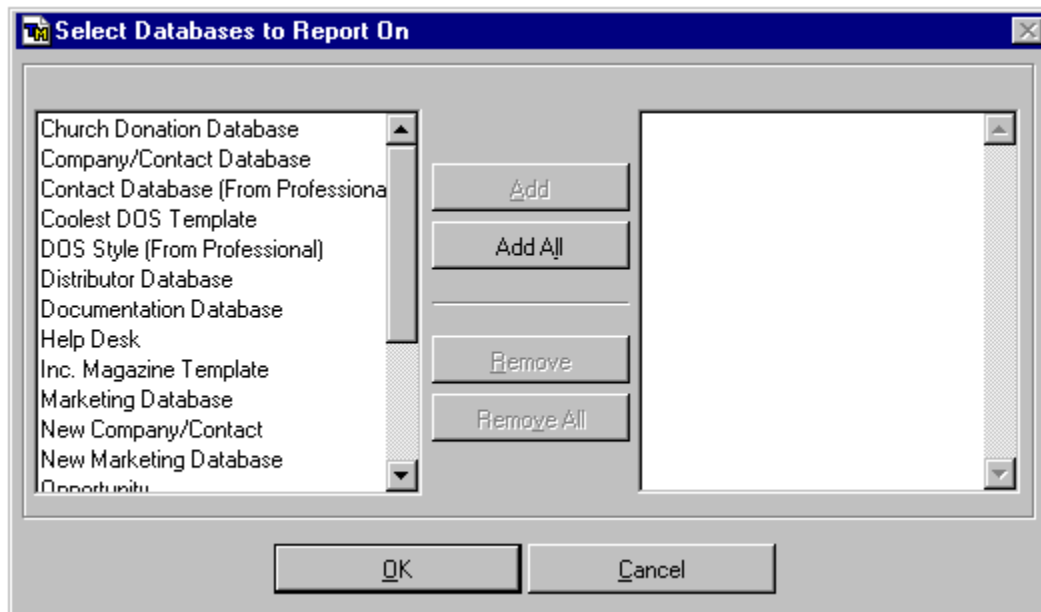 Select Databases to Report On
Church Donation Database
Company/Contact Database
Contact Database (From Professiona
Coolest DOS Template
DOS Style (From Professional)
Distributor Database
Documentation Database
Help Desk
Inc. Magazine Template
Marketing Database
New Company/Contact
New Marketing Database
Opportunity
Add
Add All
Remove
Remove All
OK
Cancel